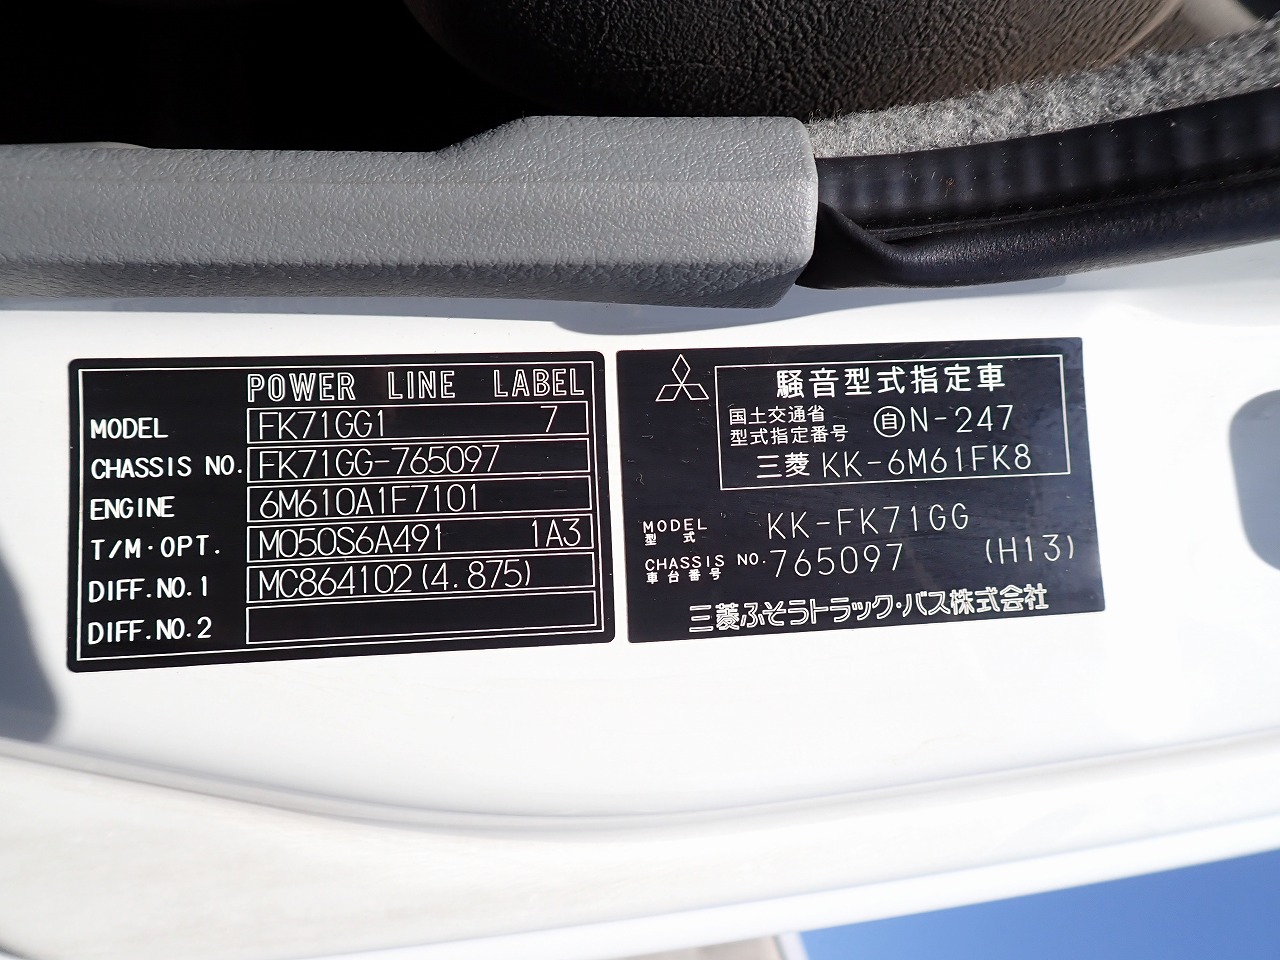 POWER LINE LABEL
MODEL FK71GG1 7
CHASSIS NO. FK71GG-765097
ENGINE 6M610A1F7101
T/M・OPT. M050S6A491 1A3
DIFF.NO.1 MC864102(4.875)
DIFF.NO.2
騒音型式指定車
国土交通省
型式指定番号 自N-247
三菱 KK-6M61FK8
MODEL
型式 KK-FK71GG
CHASSIS NO.
車台番号 765097 (H13)
三菱ふそうトラック・バス株式会社